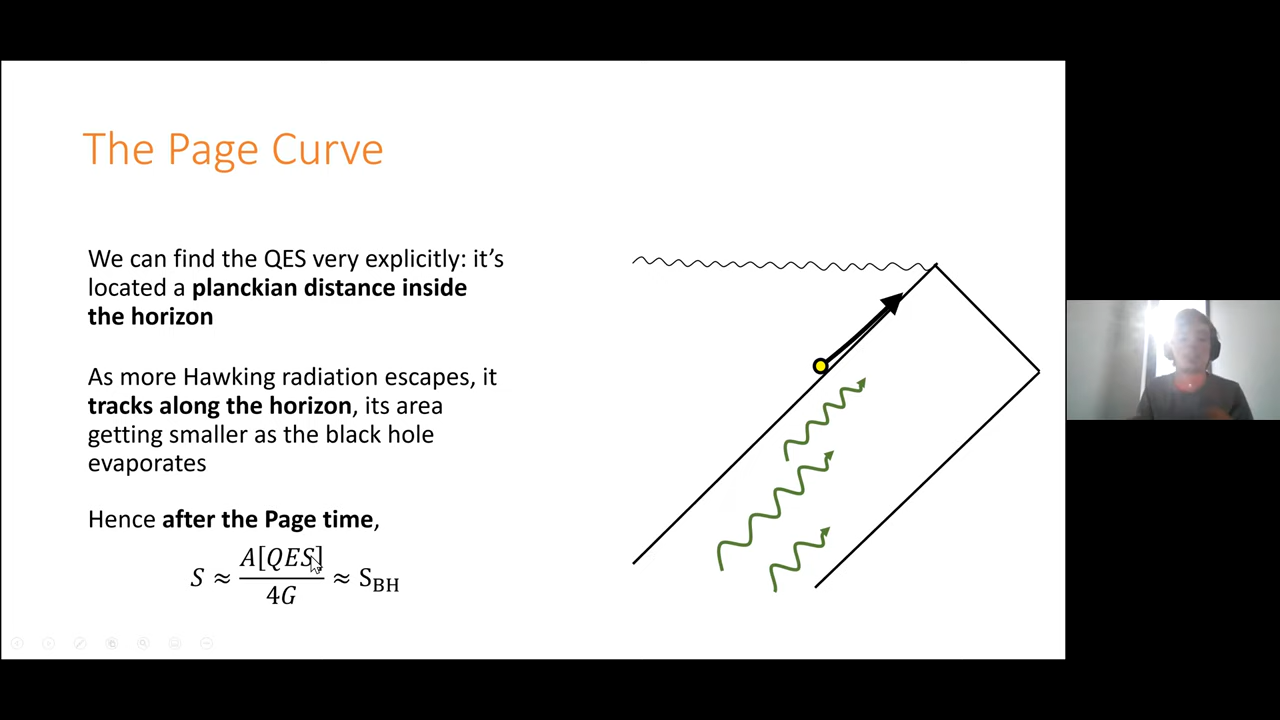 The Page Curve
We can find the QES very explicitly: it's
located a planckian distance inside
the horizon
As more Hawking radiation escapes, it
tracks along the horizon, its area
getting smaller as the black hole
evaporates
Hence after the Page time,
S ≈ A[QES] / 4G ≈ S_BH